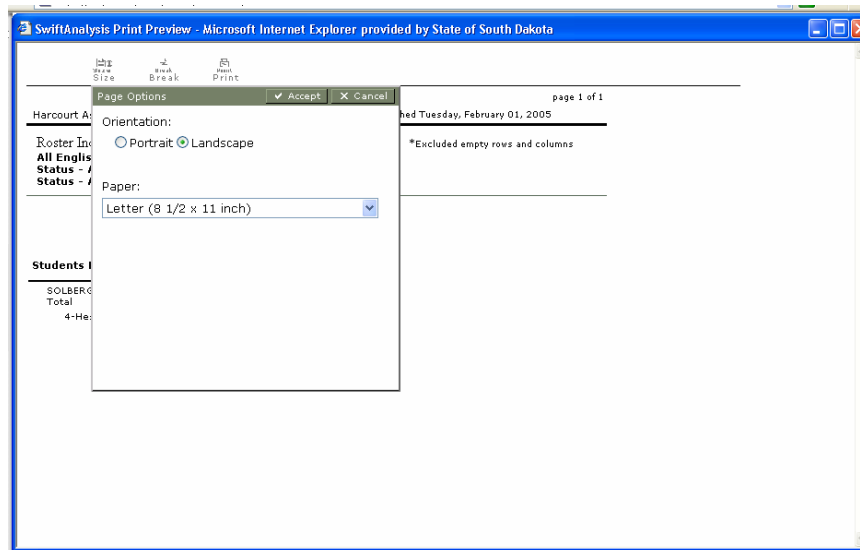 SwiftAnalysis Print Preview - Microsoft Internet Explorer provided by State of South Dakota
Size Break Print
Page Options Accept Cancel
page 1 of 1
Harcourt A hed Tuesday, February 01, 2005
Orientation:
Roster In Portrait Landscape *Excluded empty rows and columns
All Englis
Status - A
Status - A
Paper:
Letter (8 1/2 x 11 inch)
Students
SOLBERG
Total
4-He